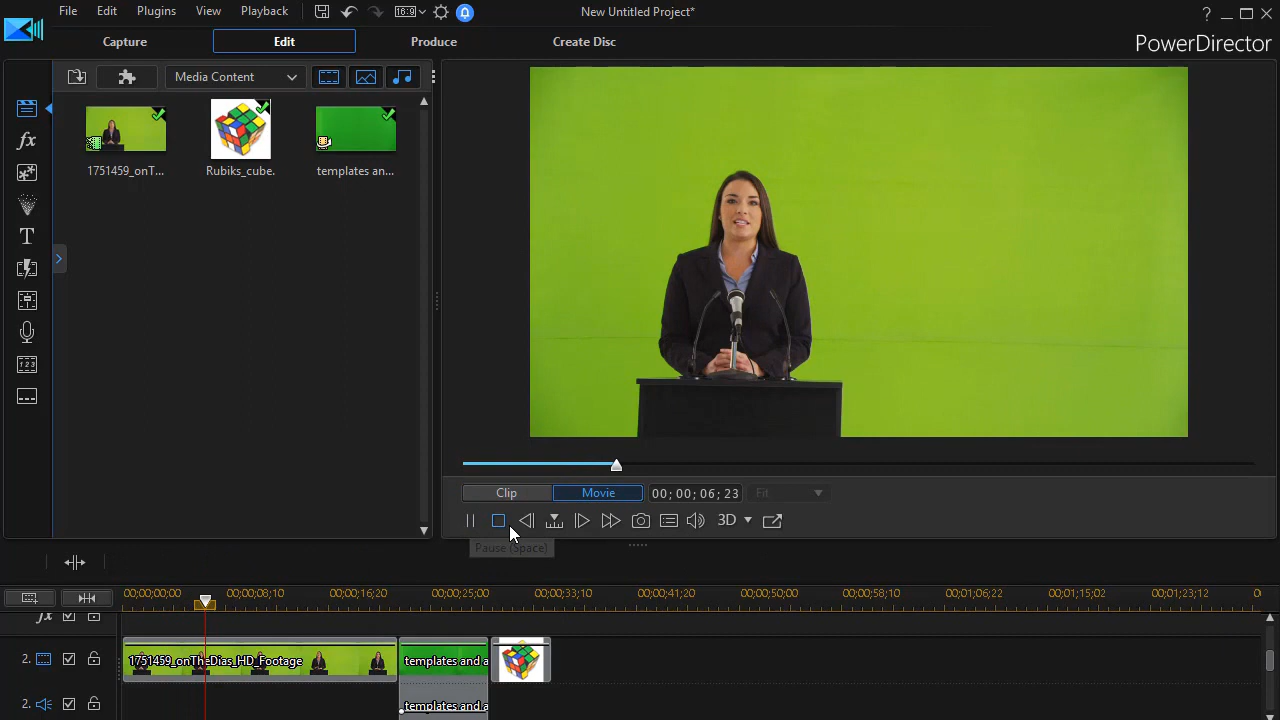 File Edit Plugins View Playback 16:9 New Untitled Project* ?
Capture Edit Produce Create Disc PowerDirector
Media Content
fx
T
123
1751459_onT... Rubiks_cube. templates an...
Clip Movie 00; 00; 06; 23 Fit
3D
Pause (Space)
00;00;00;00 00;00;08;10 00;00;16;20 00;00;25;00 00;00;33;10 00;00;41;20 00;00;50;00 00;00;58;10 00;01;06;22 00;01;15;02 00;01;23;12 0
fx
2. 1751459_onTheDias_HD_Footage templates and a
2. templates and a